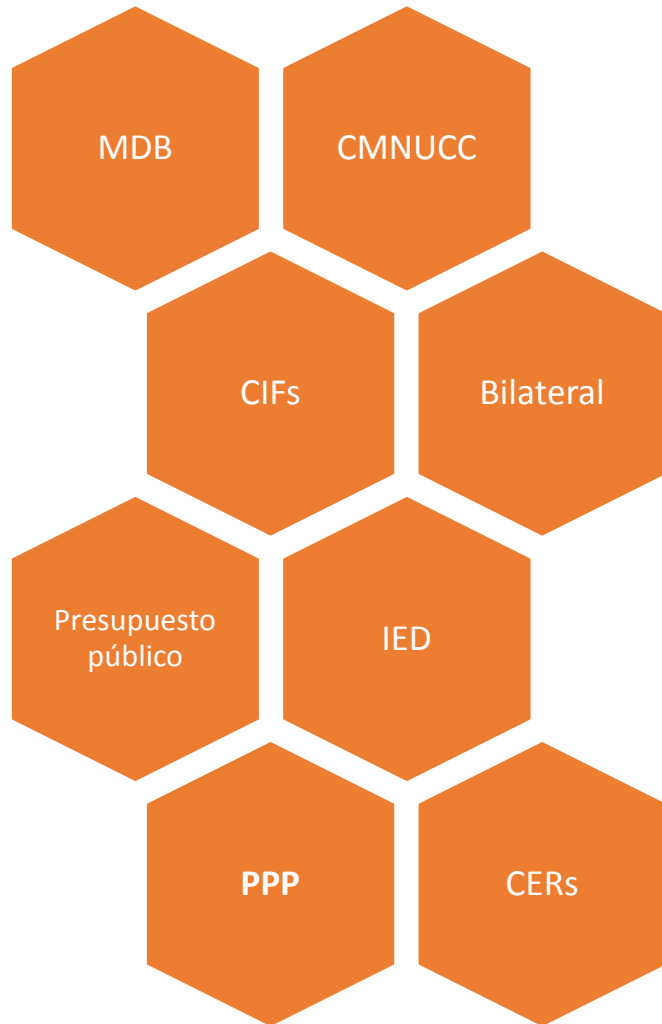 MDB
CMNUCC
CIFs
Bilateral
Presupuesto
público
IED
PPP
CERs